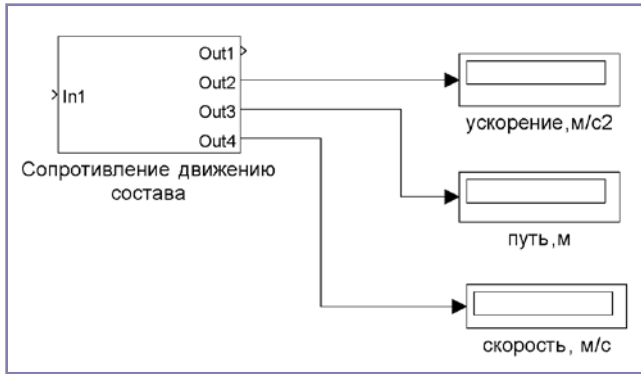 Out1
Out2
In1
Out3
Out4
Сопротивление движению
состава
ускорение,м/с2
путь,м
скорость, м/с